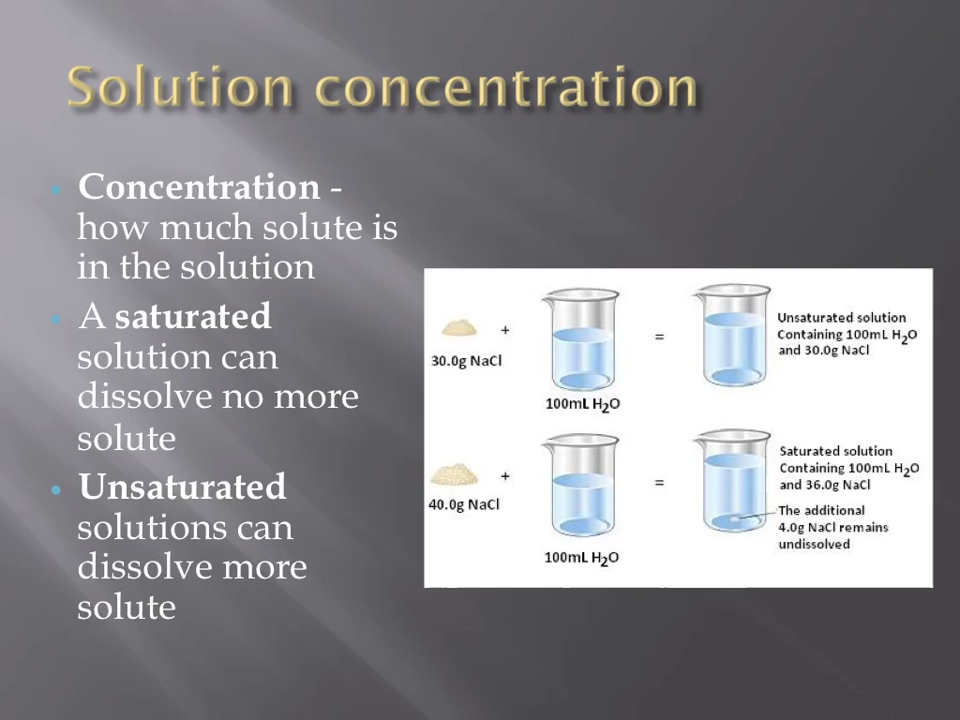 Solution concentration
• Concentration -
how much solute is
in the solution
• A saturated
solution can
dissolve no more
solute
• Unsaturated
solutions can
dissolve more
solute
30.0g NaCl
+
100mL H₂O
=
Unsaturated solution
Containing 100mL H₂O
and 30.0g NaCl
40.0g NaCl
+
100mL H₂O
=
Saturated solution
Containing 100mL H₂O
and 36.0g NaCl
The additional
4.0g NaCl remains
undissolved